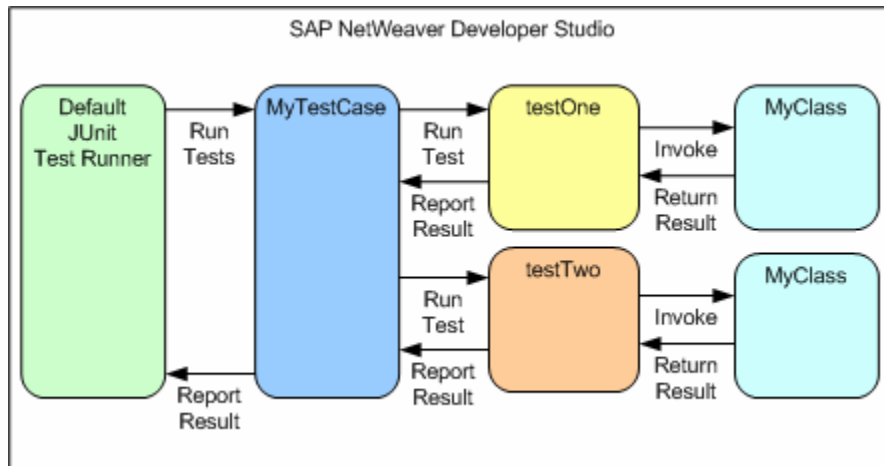 SAP NetWeaver Developer Studio
Default
JUnit
Test Runner
Run
Tests
Report
Result
MyTestCase
Run
Test
Report
Result
Run
Test
Report
Result
testOne
Invoke
Return
Result
MyClass
testTwo
Invoke
Return
Result
MyClass